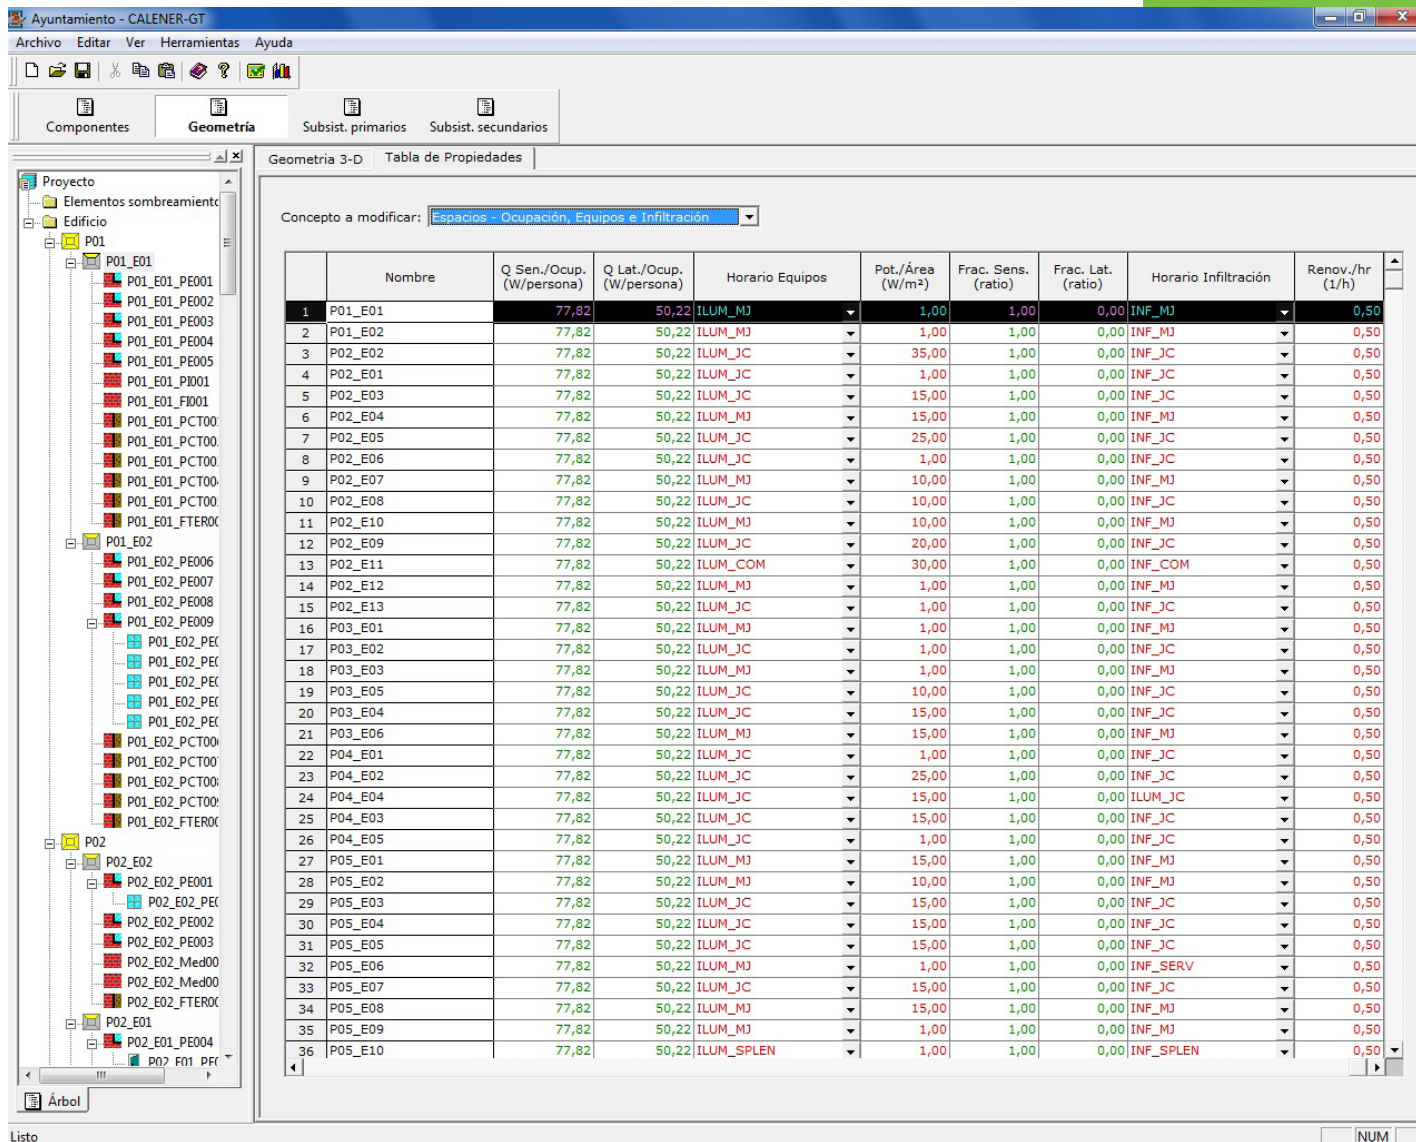 Ayuntamiento - CALENER-GT
Archivo Editar Ver Herramientas Ayuda
Componentes Geometría Subsist. primarios Subsist. secundarios
Geometria 3-D Tabla de Propiedades
Proyecto
Elementos sombreamiento
Edificio
P01
P01_E01
P01_E01_PE001
P01_E01_PE002
P01_E01_PE003
P01_E01_PE004
P01_E01_PE005
P01_E01_PI001
P01_E01_FI001
P01_E01_PCT00
P01_E01_PCT00
P01_E01_PCT00
P01_E01_PCT00
P01_E01_PCT00
P01_E01_FTER00
P01_E02
P01_E02_PE006
P01_E02_PE007
P01_E02_PE008
P01_E02_PE009
P01_E02_PE0
P01_E02_PE0
P01_E02_PE0
P01_E02_PE0
P01_E02_PE0
P01_E02_PCT00
P01_E02_PCT00
P01_E02_PCT00
P01_E02_PCT00
P01_E02_FTER00
P02
P02_E02
P02_E02_PE001
P02_E02_PE0
P02_E02_PE002
P02_E02_PE003
P02_E02_Med00
P02_E02_Med00
P02_E02_FTER00
P02_E01
P02_E01_PE004
P02_E01_PE0
Árbol
Concepto a modificar: Espacios - Ocupación, Equipos e Infiltración
Nombre Q Sen./Ocup. (W/persona) Q Lat./Ocup. (W/persona) Horario Equipos Pot./Área (W/m²) Frac. Sens. (ratio) Frac. Lat. (ratio) Horario Infiltración Renov./hr (1/h)
1 P01_E01 77,82 50,22 ILUM_MJ 1,00 1,00 0,00 INF_MJ 0,50
2 P01_E02 77,82 50,22 ILUM_MJ 1,00 1,00 0,00 INF_MJ 0,50
3 P02_E02 77,82 50,22 ILUM_JC 35,00 1,00 0,00 INF_JC 0,50
4 P02_E01 77,82 50,22 ILUM_JC 1,00 1,00 0,00 INF_JC 0,50
5 P02_E03 77,82 50,22 ILUM_JC 15,00 1,00 0,00 INF_JC 0,50
6 P02_E04 77,82 50,22 ILUM_MJ 15,00 1,00 0,00 INF_MJ 0,50
7 P02_E05 77,82 50,22 ILUM_JC 25,00 1,00 0,00 INF_JC 0,50
8 P02_E06 77,82 50,22 ILUM_JC 1,00 1,00 0,00 INF_JC 0,50
9 P02_E07 77,82 50,22 ILUM_MJ 10,00 1,00 0,00 INF_MJ 0,50
10 P02_E08 77,82 50,22 ILUM_JC 10,00 1,00 0,00 INF_JC 0,50
11 P02_E10 77,82 50,22 ILUM_MJ 10,00 1,00 0,00 INF_MJ 0,50
12 P02_E09 77,82 50,22 ILUM_JC 20,00 1,00 0,00 INF_JC 0,50
13 P02_E11 77,82 50,22 ILUM_COM 30,00 1,00 0,00 INF_COM 0,50
14 P02_E12 77,82 50,22 ILUM_MJ 1,00 1,00 0,00 INF_MJ 0,50
15 P02_E13 77,82 50,22 ILUM_JC 1,00 1,00 0,00 INF_JC 0,50
16 P03_E01 77,82 50,22 ILUM_MJ 1,00 1,00 0,00 INF_MJ 0,50
17 P03_E02 77,82 50,22 ILUM_JC 1,00 1,00 0,00 INF_JC 0,50
18 P03_E03 77,82 50,22 ILUM_MJ 1,00 1,00 0,00 INF_MJ 0,50
19 P03_E05 77,82 50,22 ILUM_JC 10,00 1,00 0,00 INF_JC 0,50
20 P03_E04 77,82 50,22 ILUM_JC 15,00 1,00 0,00 INF_JC 0,50
21 P03_E06 77,82 50,22 ILUM_MJ 15,00 1,00 0,00 INF_MJ 0,50
22 P04_E01 77,82 50,22 ILUM_JC 1,00 1,00 0,00 INF_JC 0,50
23 P04_E02 77,82 50,22 ILUM_JC 25,00 1,00 0,00 INF_JC 0,50
24 P04_E04 77,82 50,22 ILUM_JC 15,00 1,00 0,00 ILUM_JC 0,50
25 P04_E03 77,82 50,22 ILUM_JC 15,00 1,00 0,00 INF_JC 0,50
26 P04_E05 77,82 50,22 ILUM_JC 1,00 1,00 0,00 INF_JC 0,50
27 P05_E01 77,82 50,22 ILUM_MJ 15,00 1,00 0,00 INF_MJ 0,50
28 P05_E02 77,82 50,22 ILUM_MJ 10,00 1,00 0,00 INF_MJ 0,50
29 P05_E03 77,82 50,22 ILUM_JC 15,00 1,00 0,00 INF_JC 0,50
30 P05_E04 77,82 50,22 ILUM_JC 15,00 1,00 0,00 INF_JC 0,50
31 P05_E05 77,82 50,22 ILUM_JC 15,00 1,00 0,00 INF_JC 0,50
32 P05_E06 77,82 50,22 ILUM_MJ 1,00 1,00 0,00 INF_SERV 0,50
33 P05_E07 77,82 50,22 ILUM_JC 15,00 1,00 0,00 INF_JC 0,50
34 P05_E08 77,82 50,22 ILUM_MJ 15,00 1,00 0,00 INF_MJ 0,50
35 P05_E09 77,82 50,22 ILUM_MJ 1,00 1,00 0,00 INF_MJ 0,50
36 P05_E10 77,82 50,22 ILUM_SPLEN 1,00 1,00 0,00 INF_SPLEN 0,50
Listo NUM